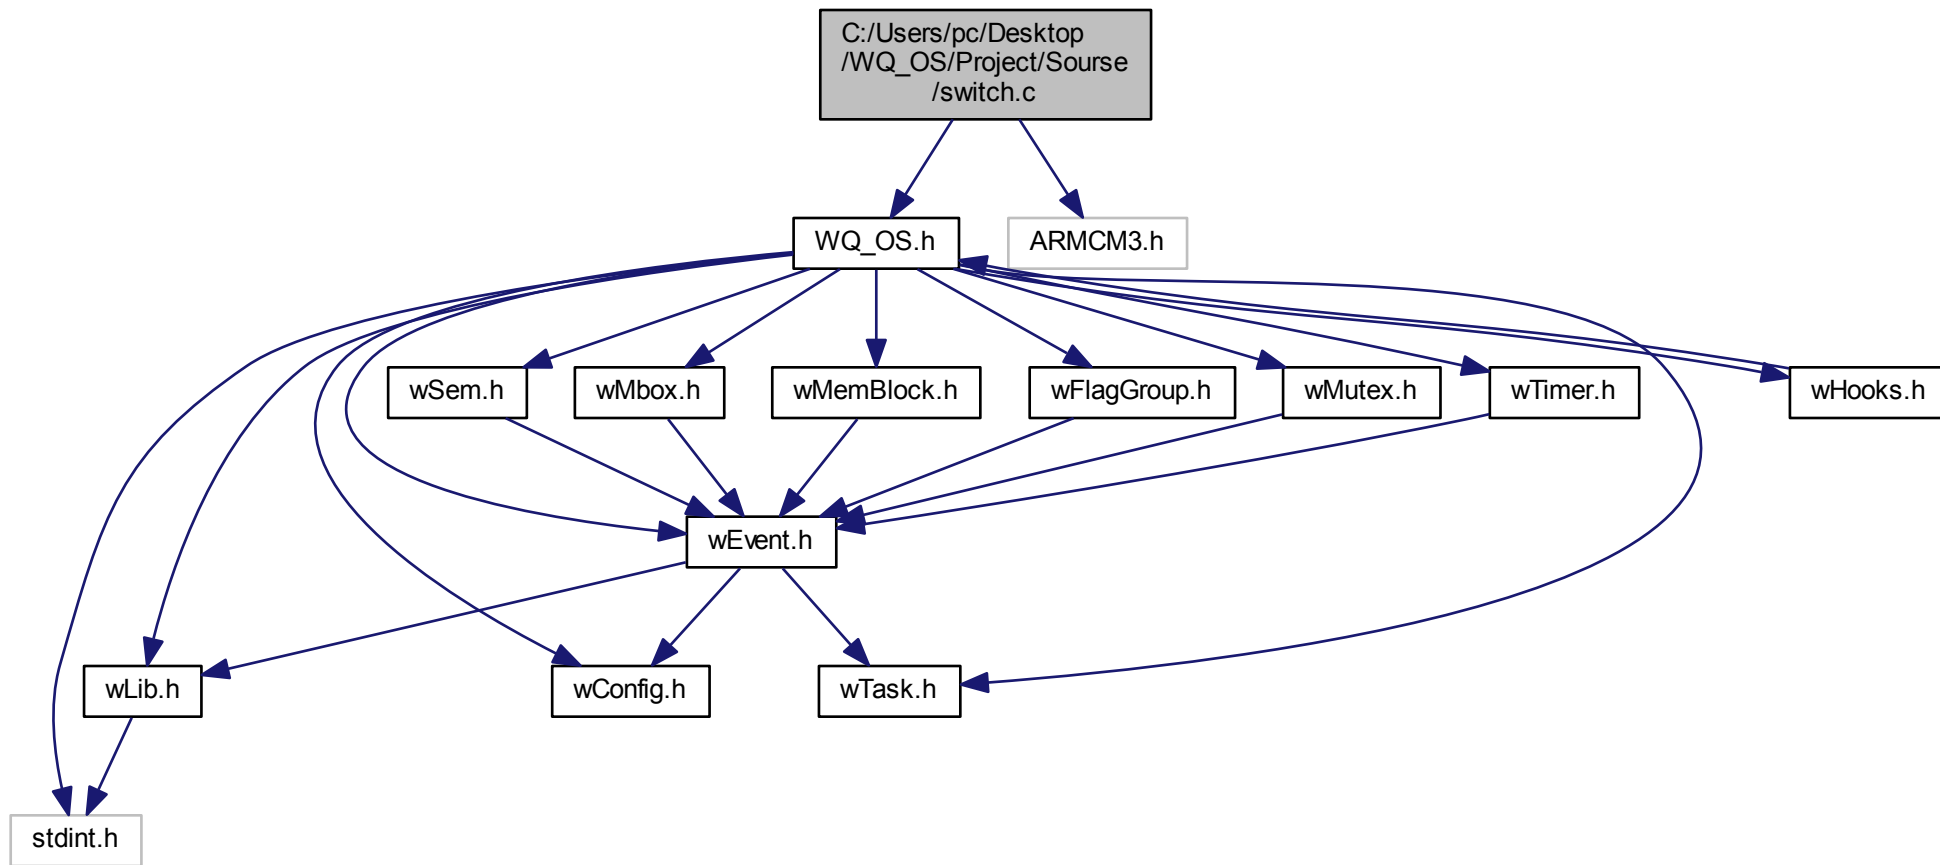 C:/Users/pc/Desktop
/WQ_OS/Project/Sourse
/switch.c
WQ_OS.h
ARMCM3.h
wSem.h
wMbox.h
wMemBlock.h
wFlagGroup.h
wMutex.h
wTimer.h
wHooks.h
wEvent.h
wLib.h
wConfig.h
wTask.h
stdint.h